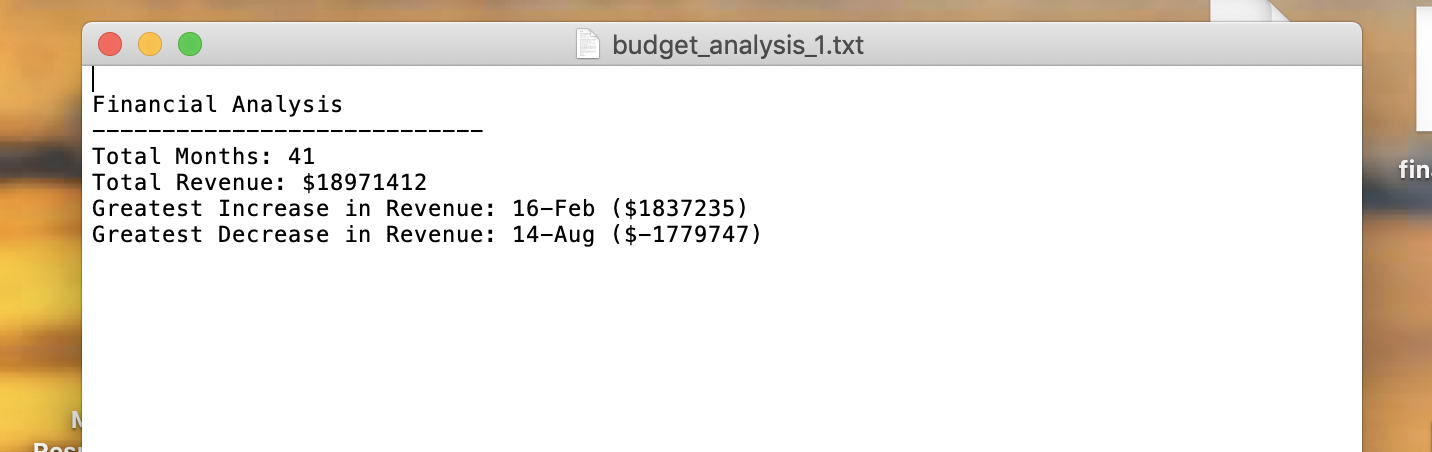 budget_analysis_1.txt
Financial Analysis
----------------------------
Total Months: 41
Total Revenue: $18971412
Greatest Increase in Revenue: 16-Feb ($1837235)
Greatest Decrease in Revenue: 14-Aug ($-1779747)
fin